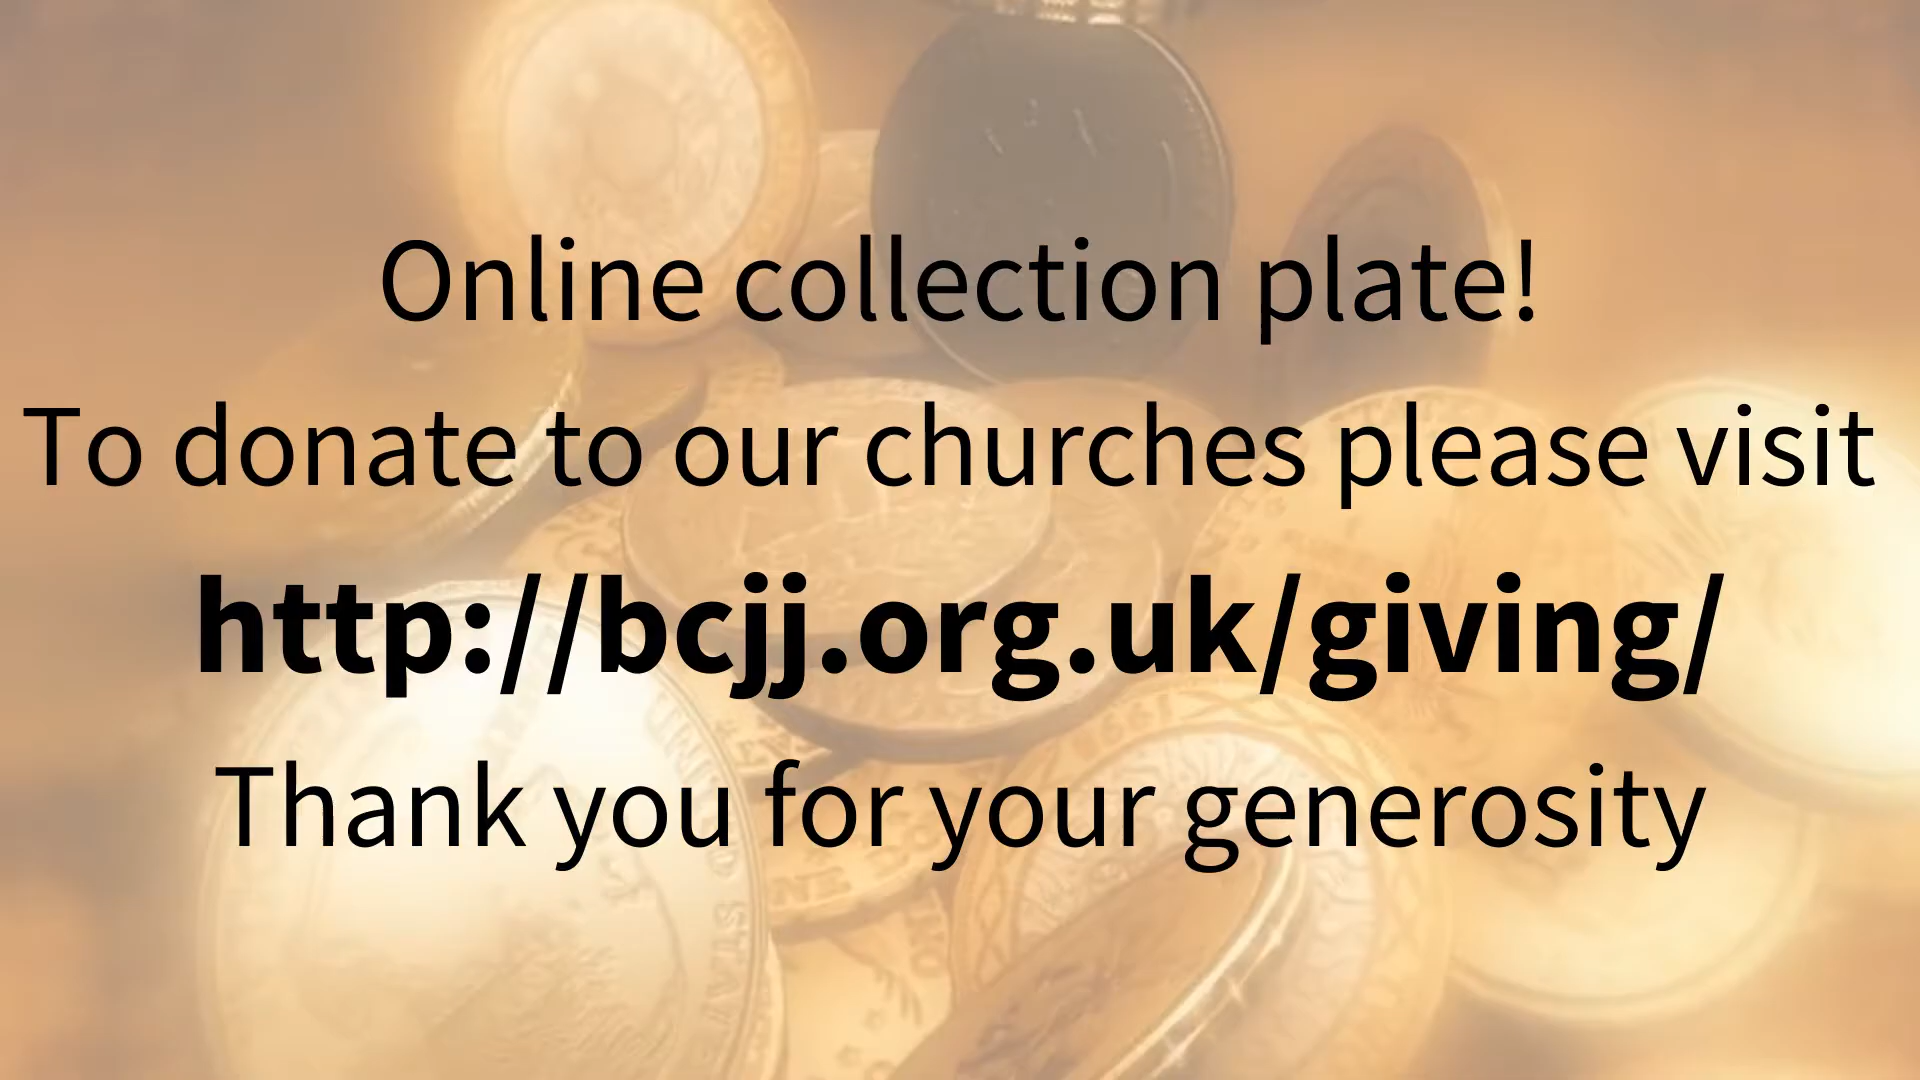 Online collection plate!
To donate to our churches please visit
http://bcjj.org.uk/giving/
Thank you for your generosity